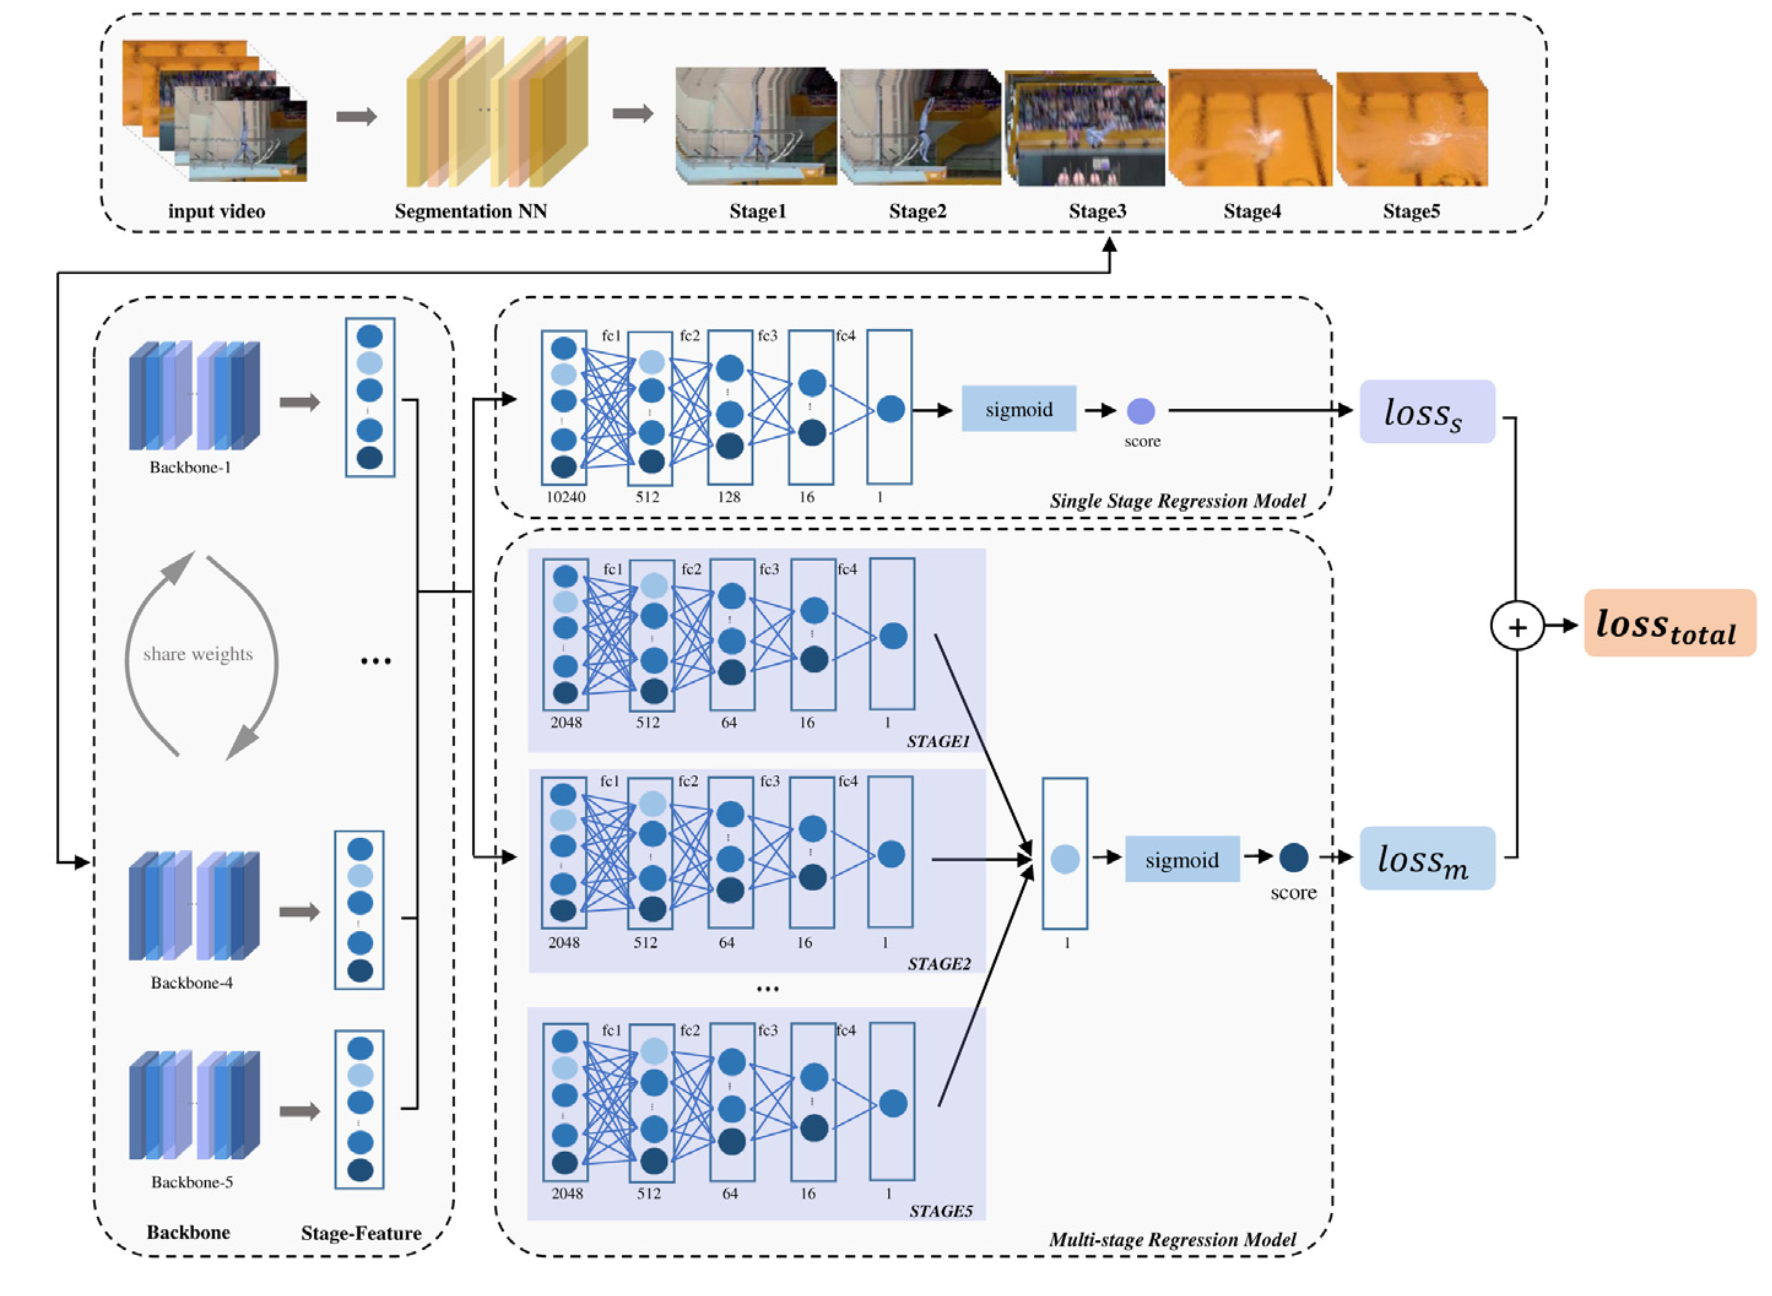 input video
Segmentation NN
Stage1
Stage2
Stage3
Stage4
Stage5
Backbone-1
share weights
...
Backbone-4
Backbone-5
Backbone
Stage-Feature
fc1
fc2
fc3
fc4
10240
512
128
16
1
sigmoid
score
Single Stage Regression Model
fc1
fc2
fc3
fc4
2048
512
64
16
1
STAGE1
fc1
fc2
fc3
fc4
2048
512
64
16
1
STAGE2
...
fc1
fc2
fc3
fc4
2048
512
64
16
1
STAGE5
1
sigmoid
score
Multi-stage Regression Model
loss_s
loss_m
+
loss_total